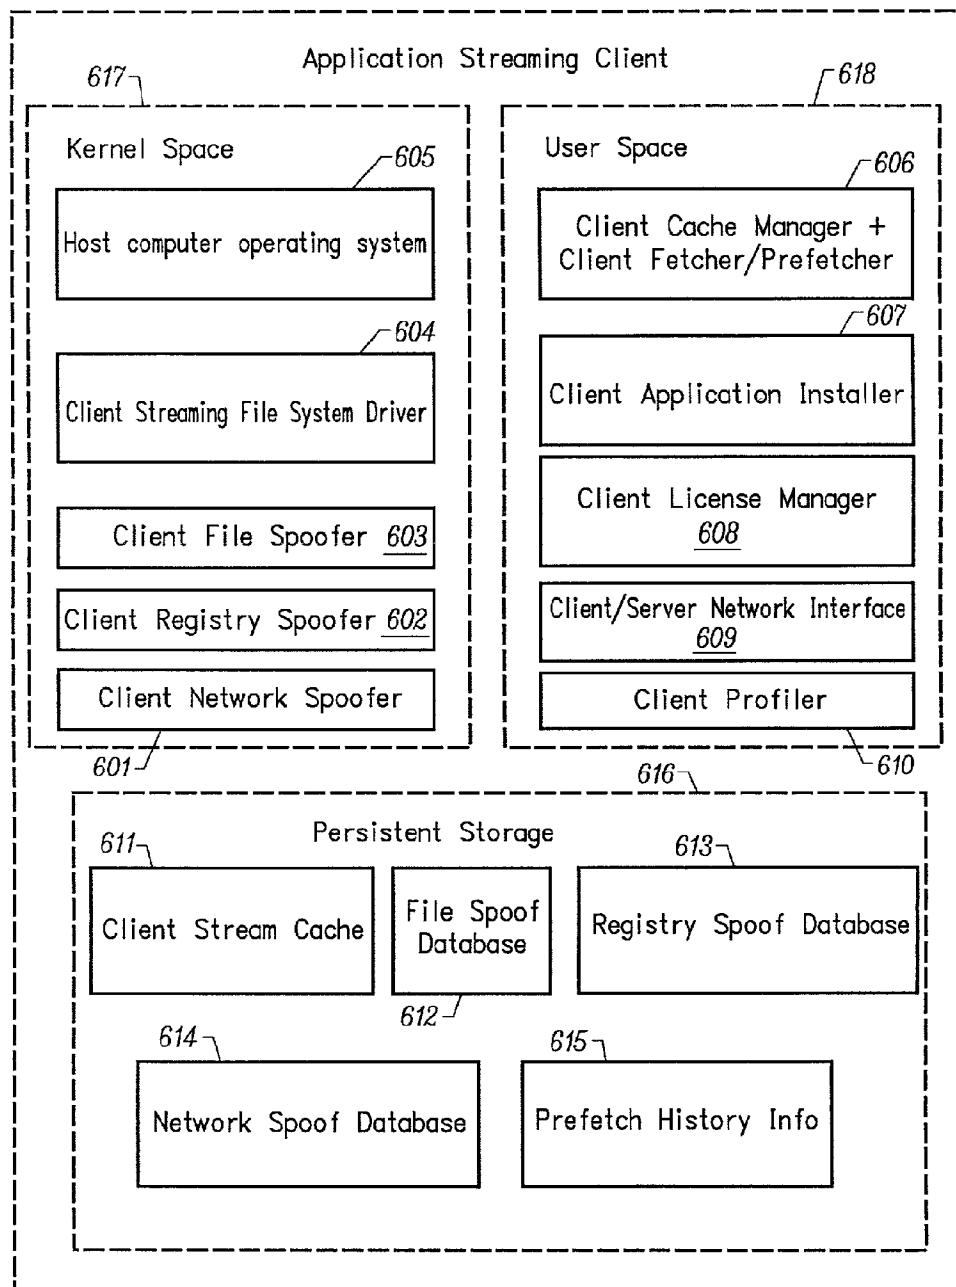 Application Streaming Client
617
618
Kernel Space
605
Host computer operating system
604
Client Streaming File System Driver
Client File Spoofer 603
Client Registry Spoofer 602
Client Network Spoofer
601
User Space
606
Client Cache Manager +
Client Fetcher/Prefetcher
607
Client Application Installer
Client License Manager
608
Client/Server Network Interface
609
Client Profiler
610
616
Persistent Storage
611
Client Stream Cache
File Spoof
Database
612
613
Registry Spoof Database
614
Network Spoof Database
615
Prefetch History Info